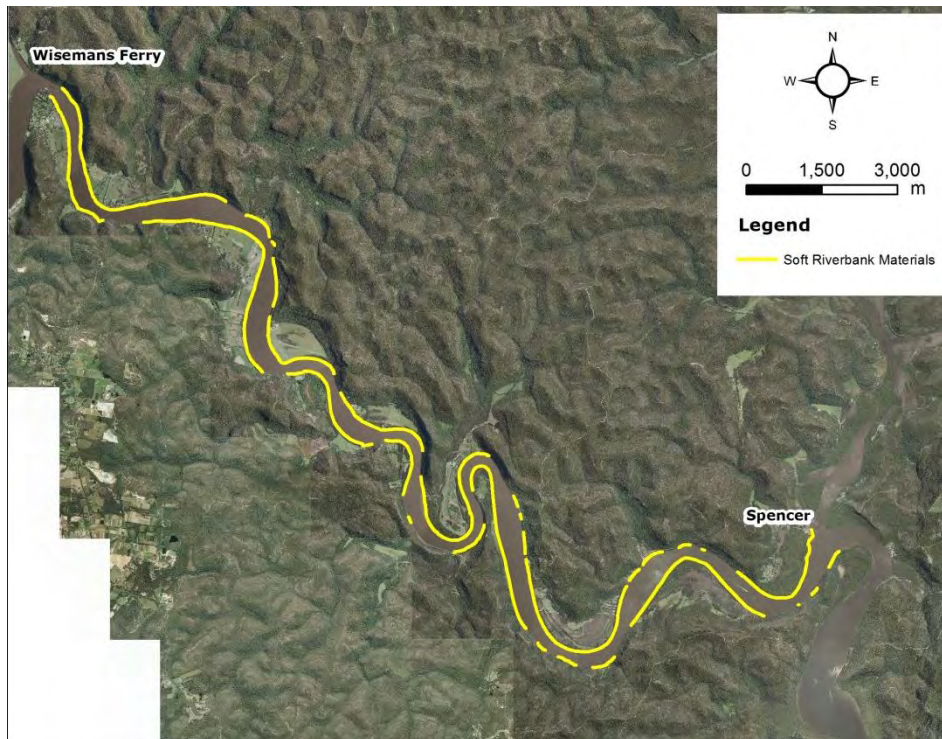 Wisemans Ferry
N
W E
S
0 1,500 3,000
m
Legend
Soft Riverbank Materials
Spencer